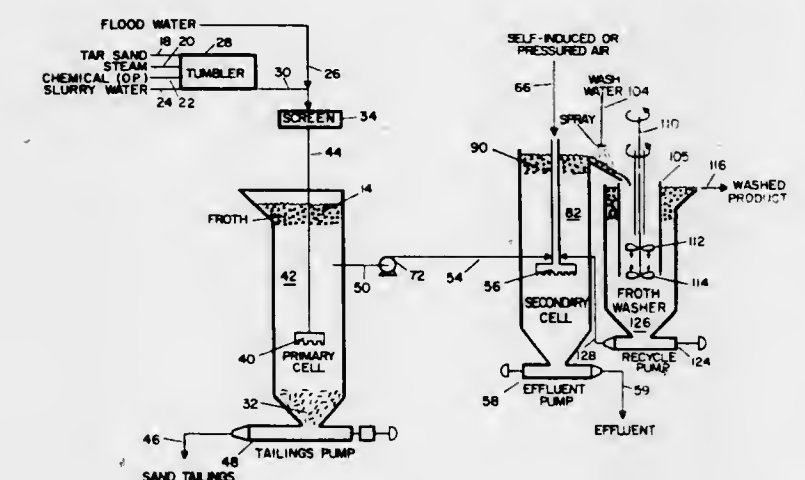 FLOOD WATER
TAR SAND 18 20 28
STEAM
CHEMICAL (O.P.)
SLURRY WATER
TUMBLER
24 22
30
26
SCREEN 34
44
14
FROTH
42
50
72
54
40
PRIMARY
CELL
32
46
48
TAILINGS PUMP
SAND TAILINGS
SELF-INDUCED OR
PRESSURED AIR
66
WASH
WATER 104
SPRAY
110
90
105
116
WASHED
PRODUCT
82
112
56
114
SECONDARY
CELL
FROTH
WASHER
126
128
RECYCLE
PUMP
124
58
EFFLUENT
PUMP
59
EFFLUENT